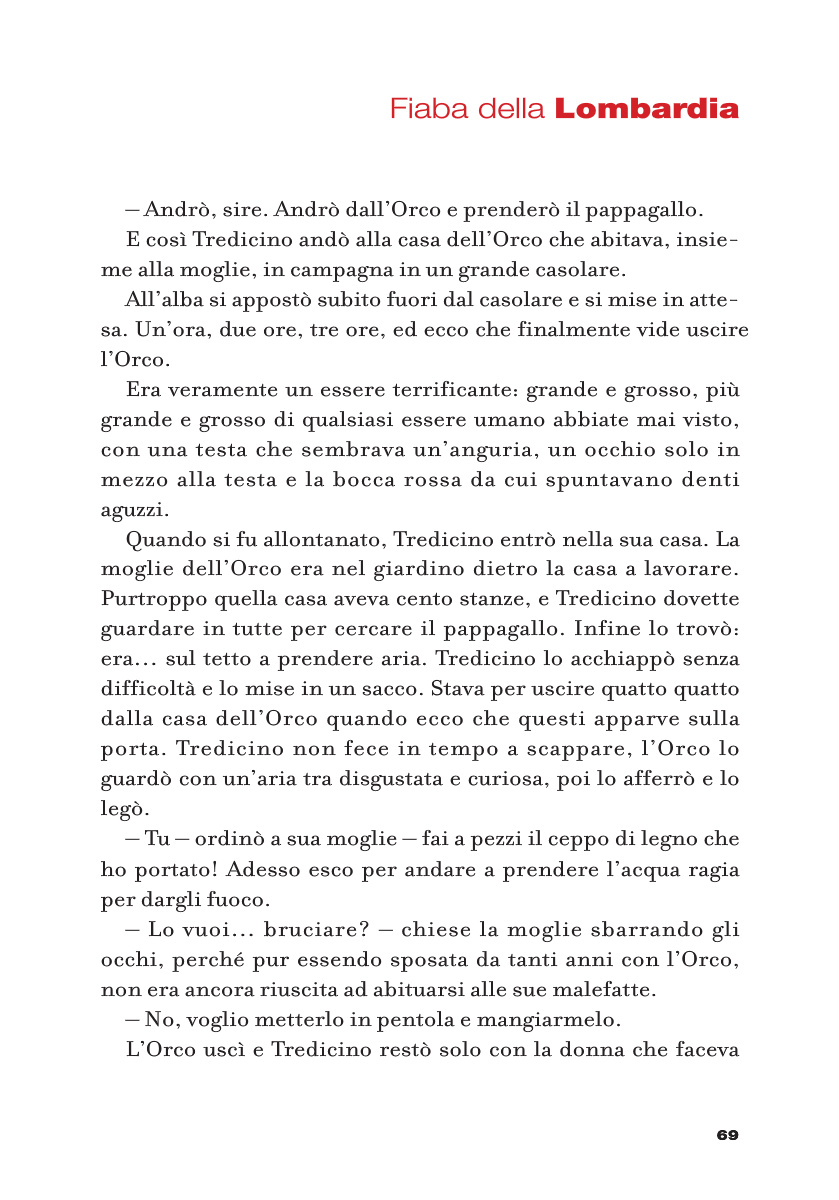 Fiaba della Lombardia
– Andrò, sire. Andrò dall’Orco e prenderò il pappagallo.
E così Tredicino andò alla casa dell’Orco che abitava, insie-
me alla moglie, in campagna in un grande casolare.
All’alba si appostò subito fuori dal casolare e si mise in atte-
sa. Un’ora, due ore, tre ore, ed ecco che finalmente vide uscire
l’Orco.
Era veramente un essere terrificante: grande e grosso, più
grande e grosso di qualsiasi essere umano abbiate mai visto,
con una testa che sembrava un’anguria, un occhio solo in
mezzo alla testa e la bocca rossa da cui spuntavano denti
aguzzi.
Quando si fu allontanato, Tredicino entrò nella sua casa. La
moglie dell’Orco era nel giardino dietro la casa a lavorare.
Purtroppo quella casa aveva cento stanze, e Tredicino dovette
guardare in tutte per cercare il pappagallo. Infine lo trovò:
era... sul tetto a prendere aria. Tredicino lo acchiappò senza
difficoltà e lo mise in un sacco. Stava per uscire quatto quatto
dalla casa dell’Orco quando ecco che questi apparve sulla
porta. Tredicino non fece in tempo a scappare, l’Orco lo
guardò con un’aria tra disgustata e curiosa, poi lo afferrò e lo
legò.
– Tu – ordinò a sua moglie – fai a pezzi il ceppo di legno che
ho portato! Adesso esco per andare a prendere l’acqua ragia
per dargli fuoco.
– Lo vuoi... bruciare? – chiese la moglie sbarrando gli
occhi, perché pur essendo sposata da tanti anni con l’Orco,
non era ancora riuscita ad abituarsi alle sue malefatte.
– No, voglio metterlo in pentola e mangiarmelo.
L’Orco uscì e Tredicino restò solo con la donna che faceva
69